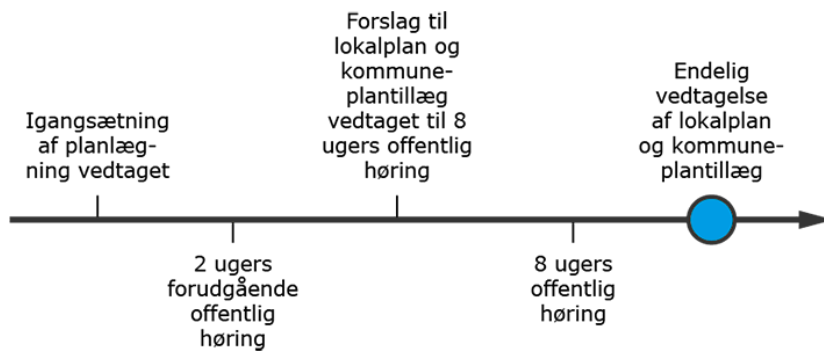 Igangsætning
af planlæg-
ning vedtaget
2 ugers
forudgående
offentlig
høring
Forslag til
lokalplan og
kommune-
plantillæg
vedtaget til 8
ugers offentlig
høring
8 ugers
offentlig
høring
Endelig
vedtagelse
af lokalplan
og kommune-
plantillæg